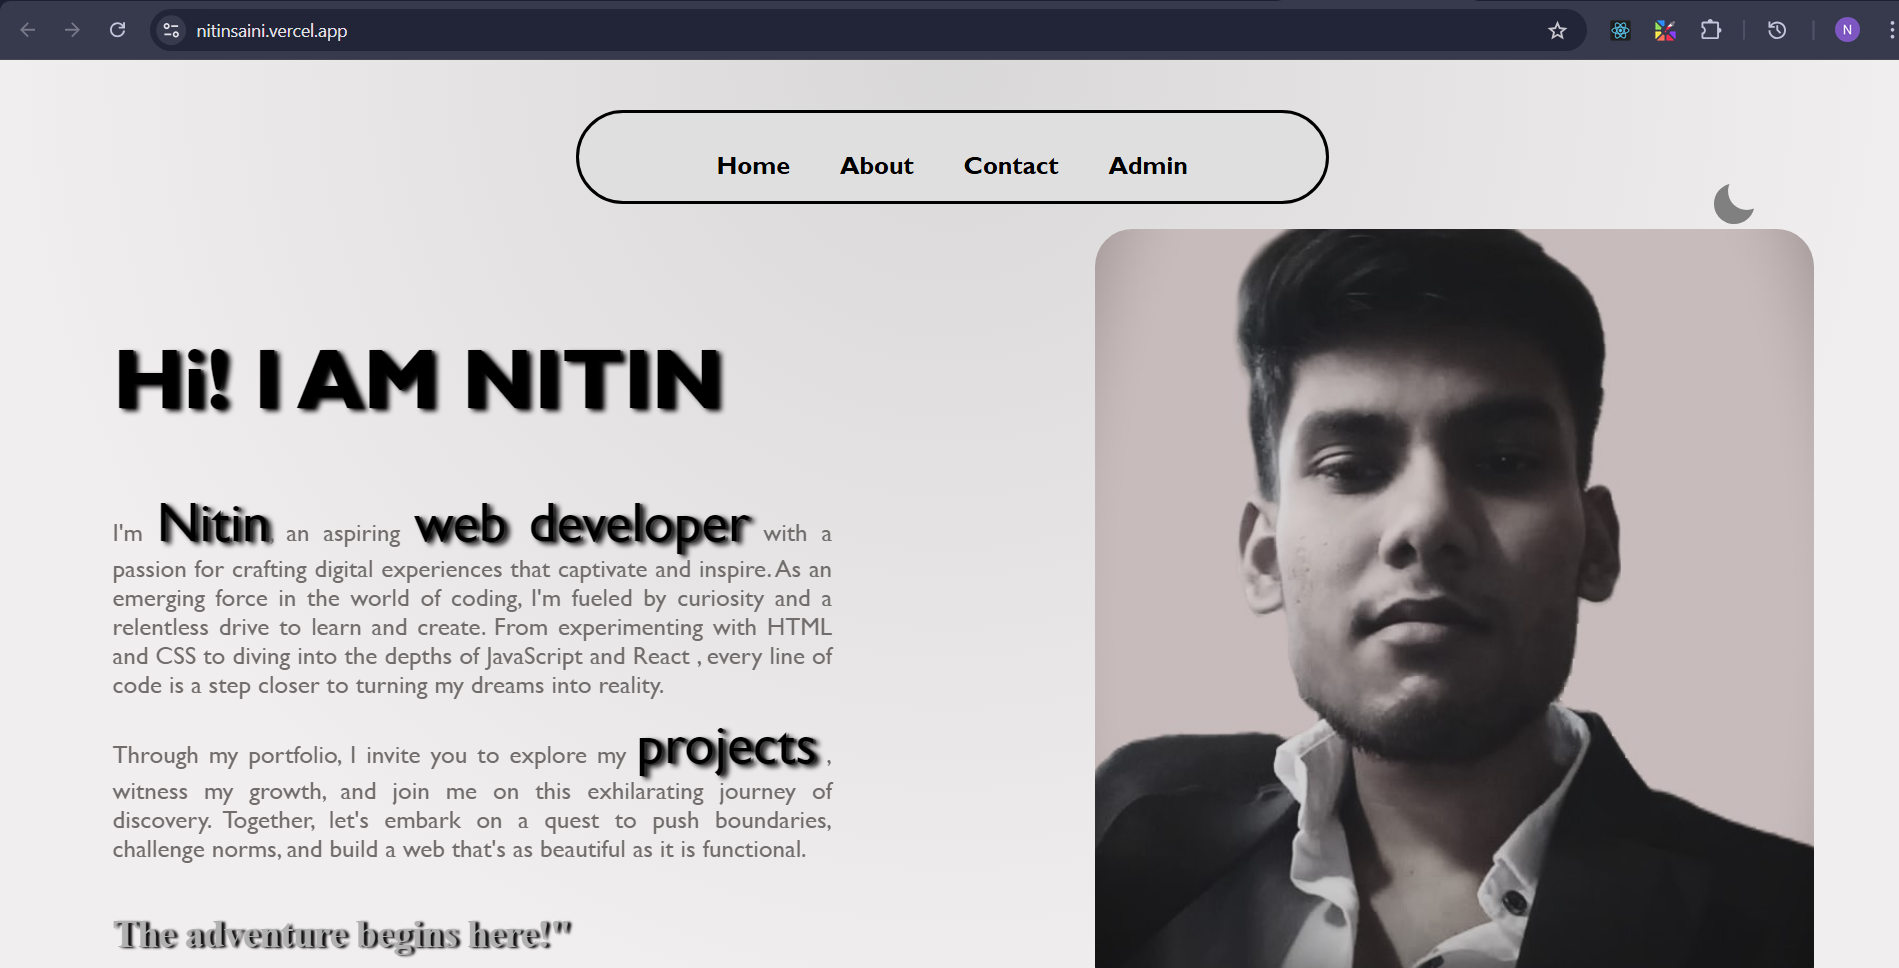 nitinsaini.vercel.app
N
Home About Contact Admin
Hi! I AM NITIN
I'm Nitin, an aspiring web developer with a
passion for crafting digital experiences that captivate and inspire. As an
emerging force in the world of coding, I'm fueled by curiosity and a
relentless drive to learn and create. From experimenting with HTML
and CSS to diving into the depths of JavaScript and React , every line of
code is a step closer to turning my dreams into reality.
Through my portfolio, I invite you to explore my projects ,
witness my growth, and join me on this exhilarating journey of
discovery. Together, let's embark on a quest to push boundaries,
challenge norms, and build a web that's as beautiful as it is functional.
The adventure begins here!"